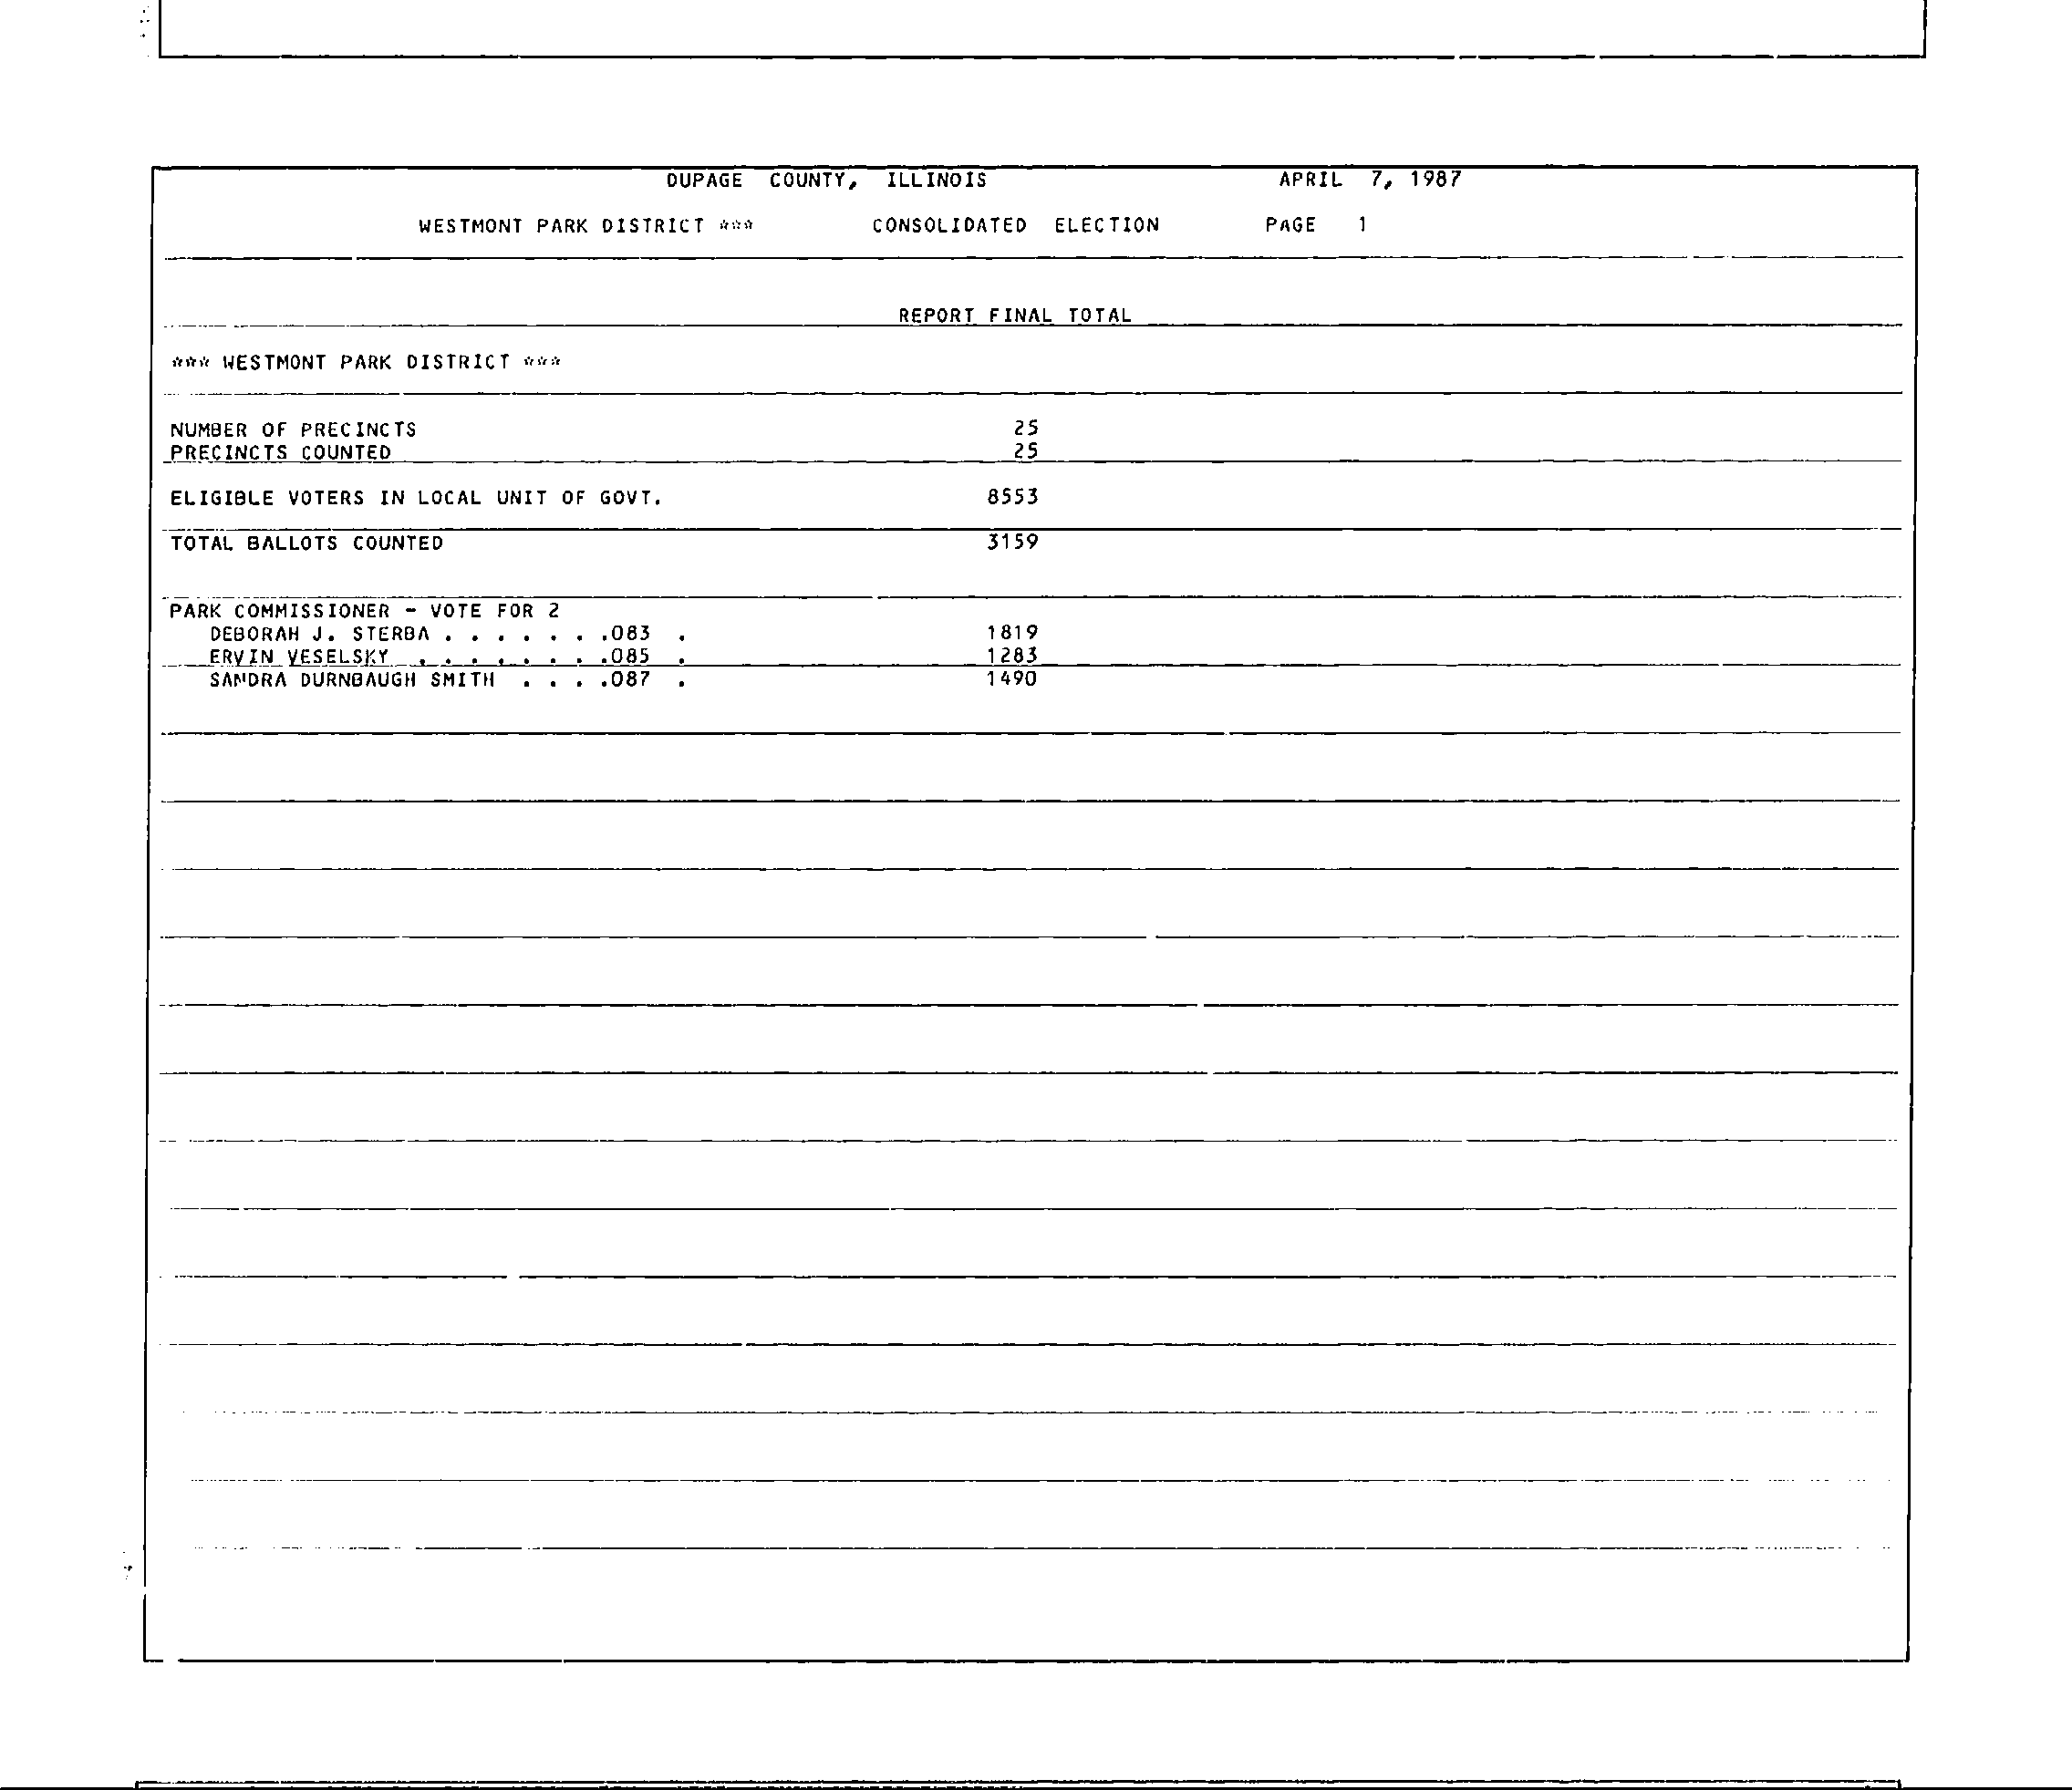 DUPAGE COUNTY, ILLINOIS APRIL 7, 1987
WESTMONT PARK DISTRICT *** CONSOLIDATED ELECTION PAGE 1
REPORT FINAL TOTAL
*** WESTMONT PARK DISTRICT ***
NUMBER OF PRECINCTS 25
PRECINCTS COUNTED 25
ELIGIBLE VOTERS IN LOCAL UNIT OF GOVT. 8553
TOTAL BALLOTS COUNTED 3159
PARK COMMISSIONER - VOTE FOR 2
DEBORAH J. STERBA . . . . . . .083 . 1819
ERVIN VESELSKY . . . . . . . .085 . 1283
SANDRA DURNBAUGH SMITH . . . .087 . 1490